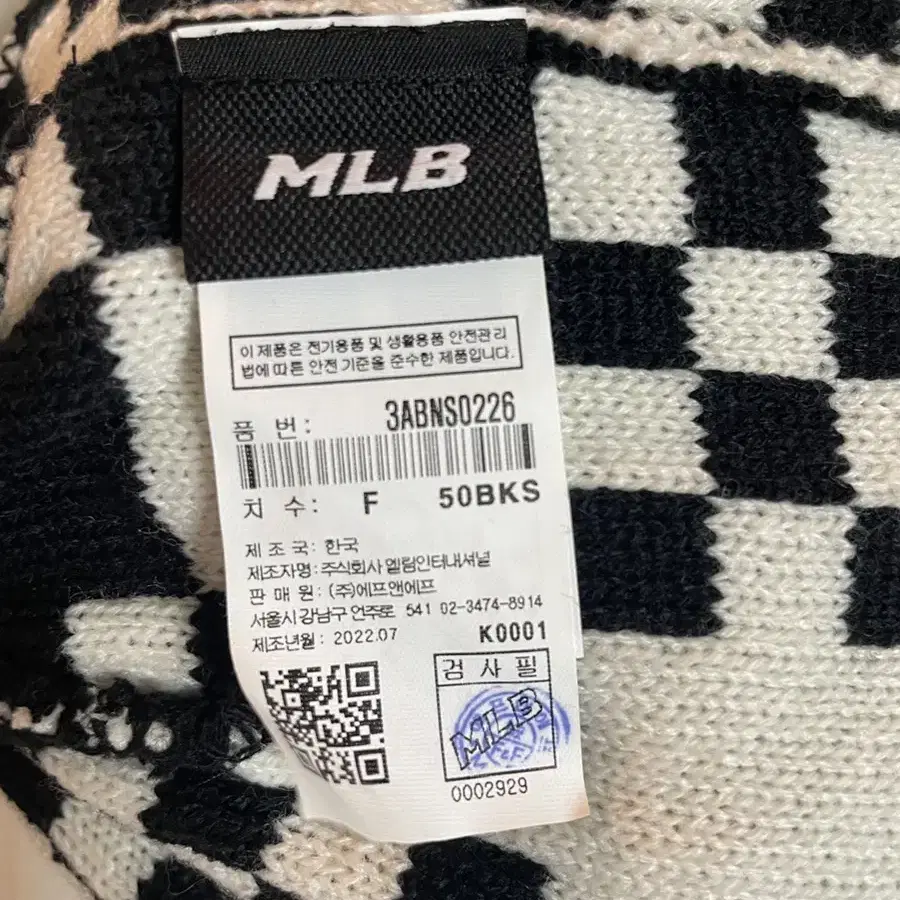 MLB
이 제품은 전기용품 및 생활용품 안전관리
법에 따른 안전기준을 준수한 제품입니다.
품 번: 3ABNS0226
치 수: F 50BKS
제 조 국: 한국
제조자명: 주식회사 멜림인터내셔널
판 매 원: (주)에프앤에프
서울시 강남구 언주로 541 02-3474-8914
제조년월: 2022.07 K0001
검 사 필
MLB
0002929